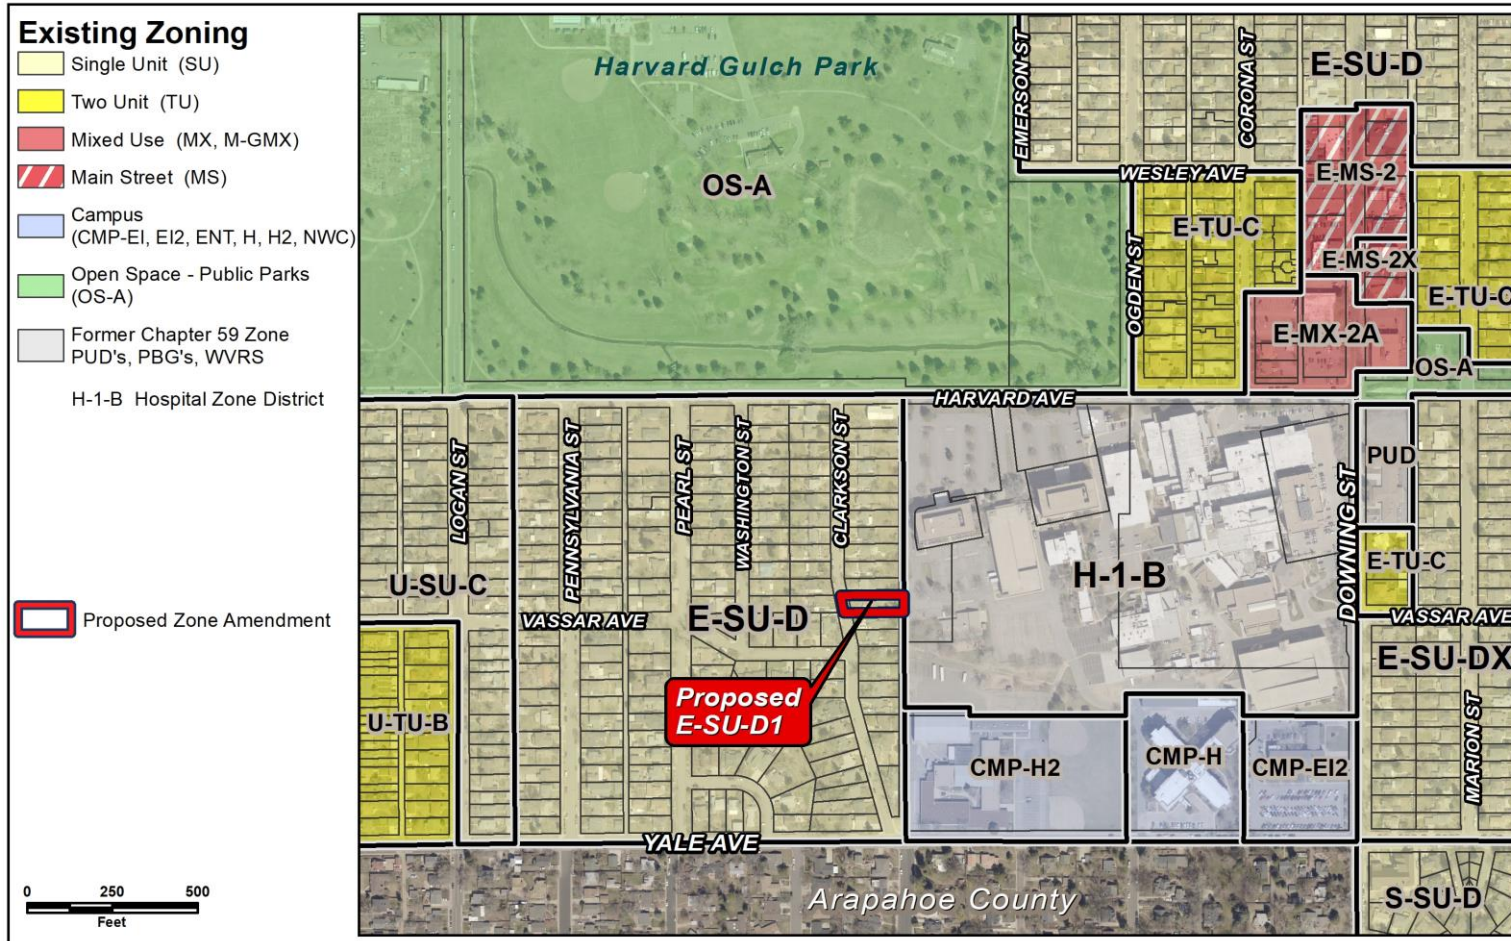 Existing Zoning
Single Unit (SU)
Two Unit (TU)
Mixed Use (MX, M-GMX)
Main Street (MS)
Campus
(CMP-EI, EI2, ENT, H, H2, NWC)
Open Space - Public Parks
(OS-A)
Former Chapter 59 Zone
PUD's, PBG's, WVRS
H-1-B Hospital Zone District
Proposed Zone Amendment
0 250 500
Feet
Harvard Gulch Park
OS-A
EMERSON ST
CORONA ST
E-SU-D
WESLEY AVE
E-MS-2
E-TU-C
E-MS-2X
OGDEN ST
E-TU-C
E-MX-2A
OS-A
HARVARD AVE
LOGAN ST
PENNSYLVANIA ST
PEARL ST
WASHINGTON ST
CLARKSON ST
DOWNING ST
PUD
E-TU-C
U-SU-C
H-1-B
VASSAR AVE
E-SU-D
VASSAR AVE
E-SU-DX
Proposed
E-SU-D1
U-TU-B
MARION ST
CMP-H2
CMP-H
CMP-EI2
YALE AVE
Arapahoe County
S-SU-D